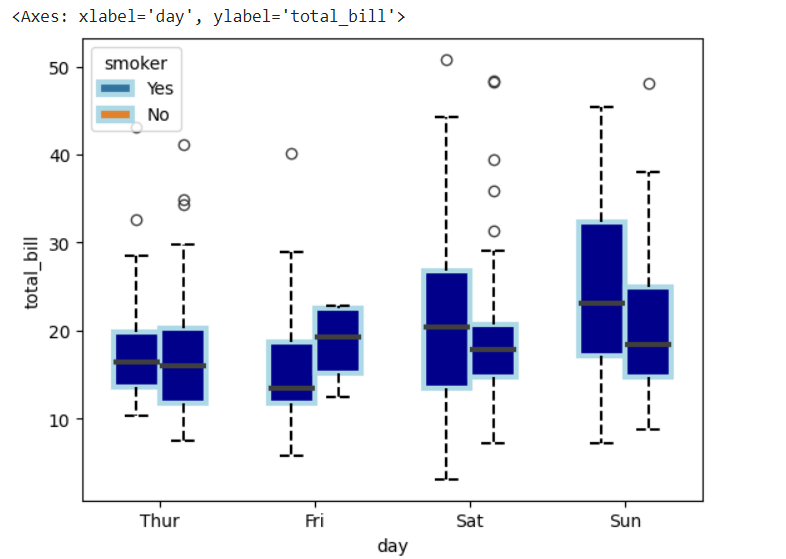 <Axes: xlabel='day', ylabel='total_bill'>
smoker
Yes
No
50
40
30
20
10
total_bill
Thur
Fri
Sat
Sun
day